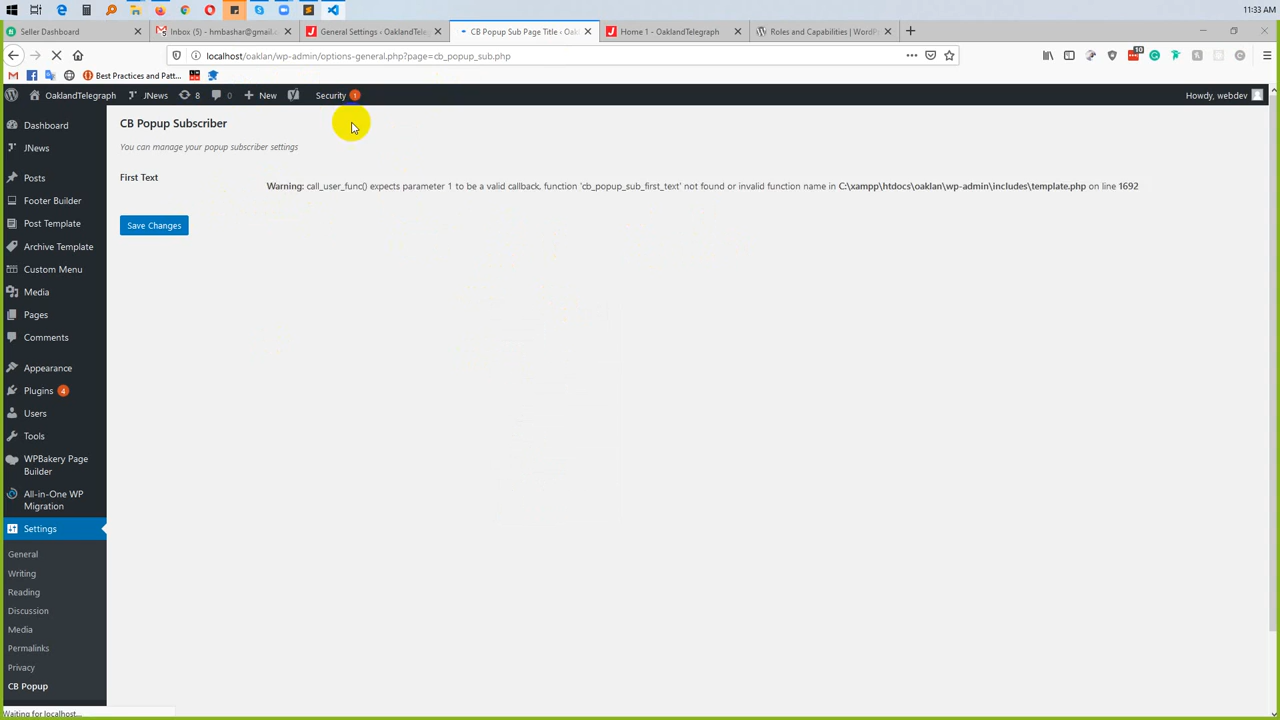 11:33 AM
Seller Dashboard
Inbox (5) - hmbashar@gmail.c
General Settings ‹ OaklandTeleg
CB Popup Sub Page Title ‹ Oak
Home 1 - OaklandTelegraph
Roles and Capabilities | WordPr
localhost/oaklan/wp-admin/options-general.php?page=cb_popup_sub.php
10
Best Practices and Patt...
OaklandTelegraph
JNews
8
0
New
Security 1
Howdy, webdev
Dashboard
JNews
Posts
Footer Builder
Post Template
Archive Template
Custom Menu
Media
Pages
Comments
Appearance
Plugins 4
Users
Tools
WPBakery Page
Builder
All-in-One WP
Migration
Settings
General
Writing
Reading
Discussion
Media
Permalinks
Privacy
CB Popup
CB Popup Subscriber
You can manage your popup subscriber settings
First Text
Warning: call_user_func() expects parameter 1 to be a valid callback, function 'cb_popup_sub_first_text' not found or invalid function name in C:\xampp\htdocs\oaklan\wp-admin\includes\template.php on line 1692
Save Changes
Waiting for localhost...